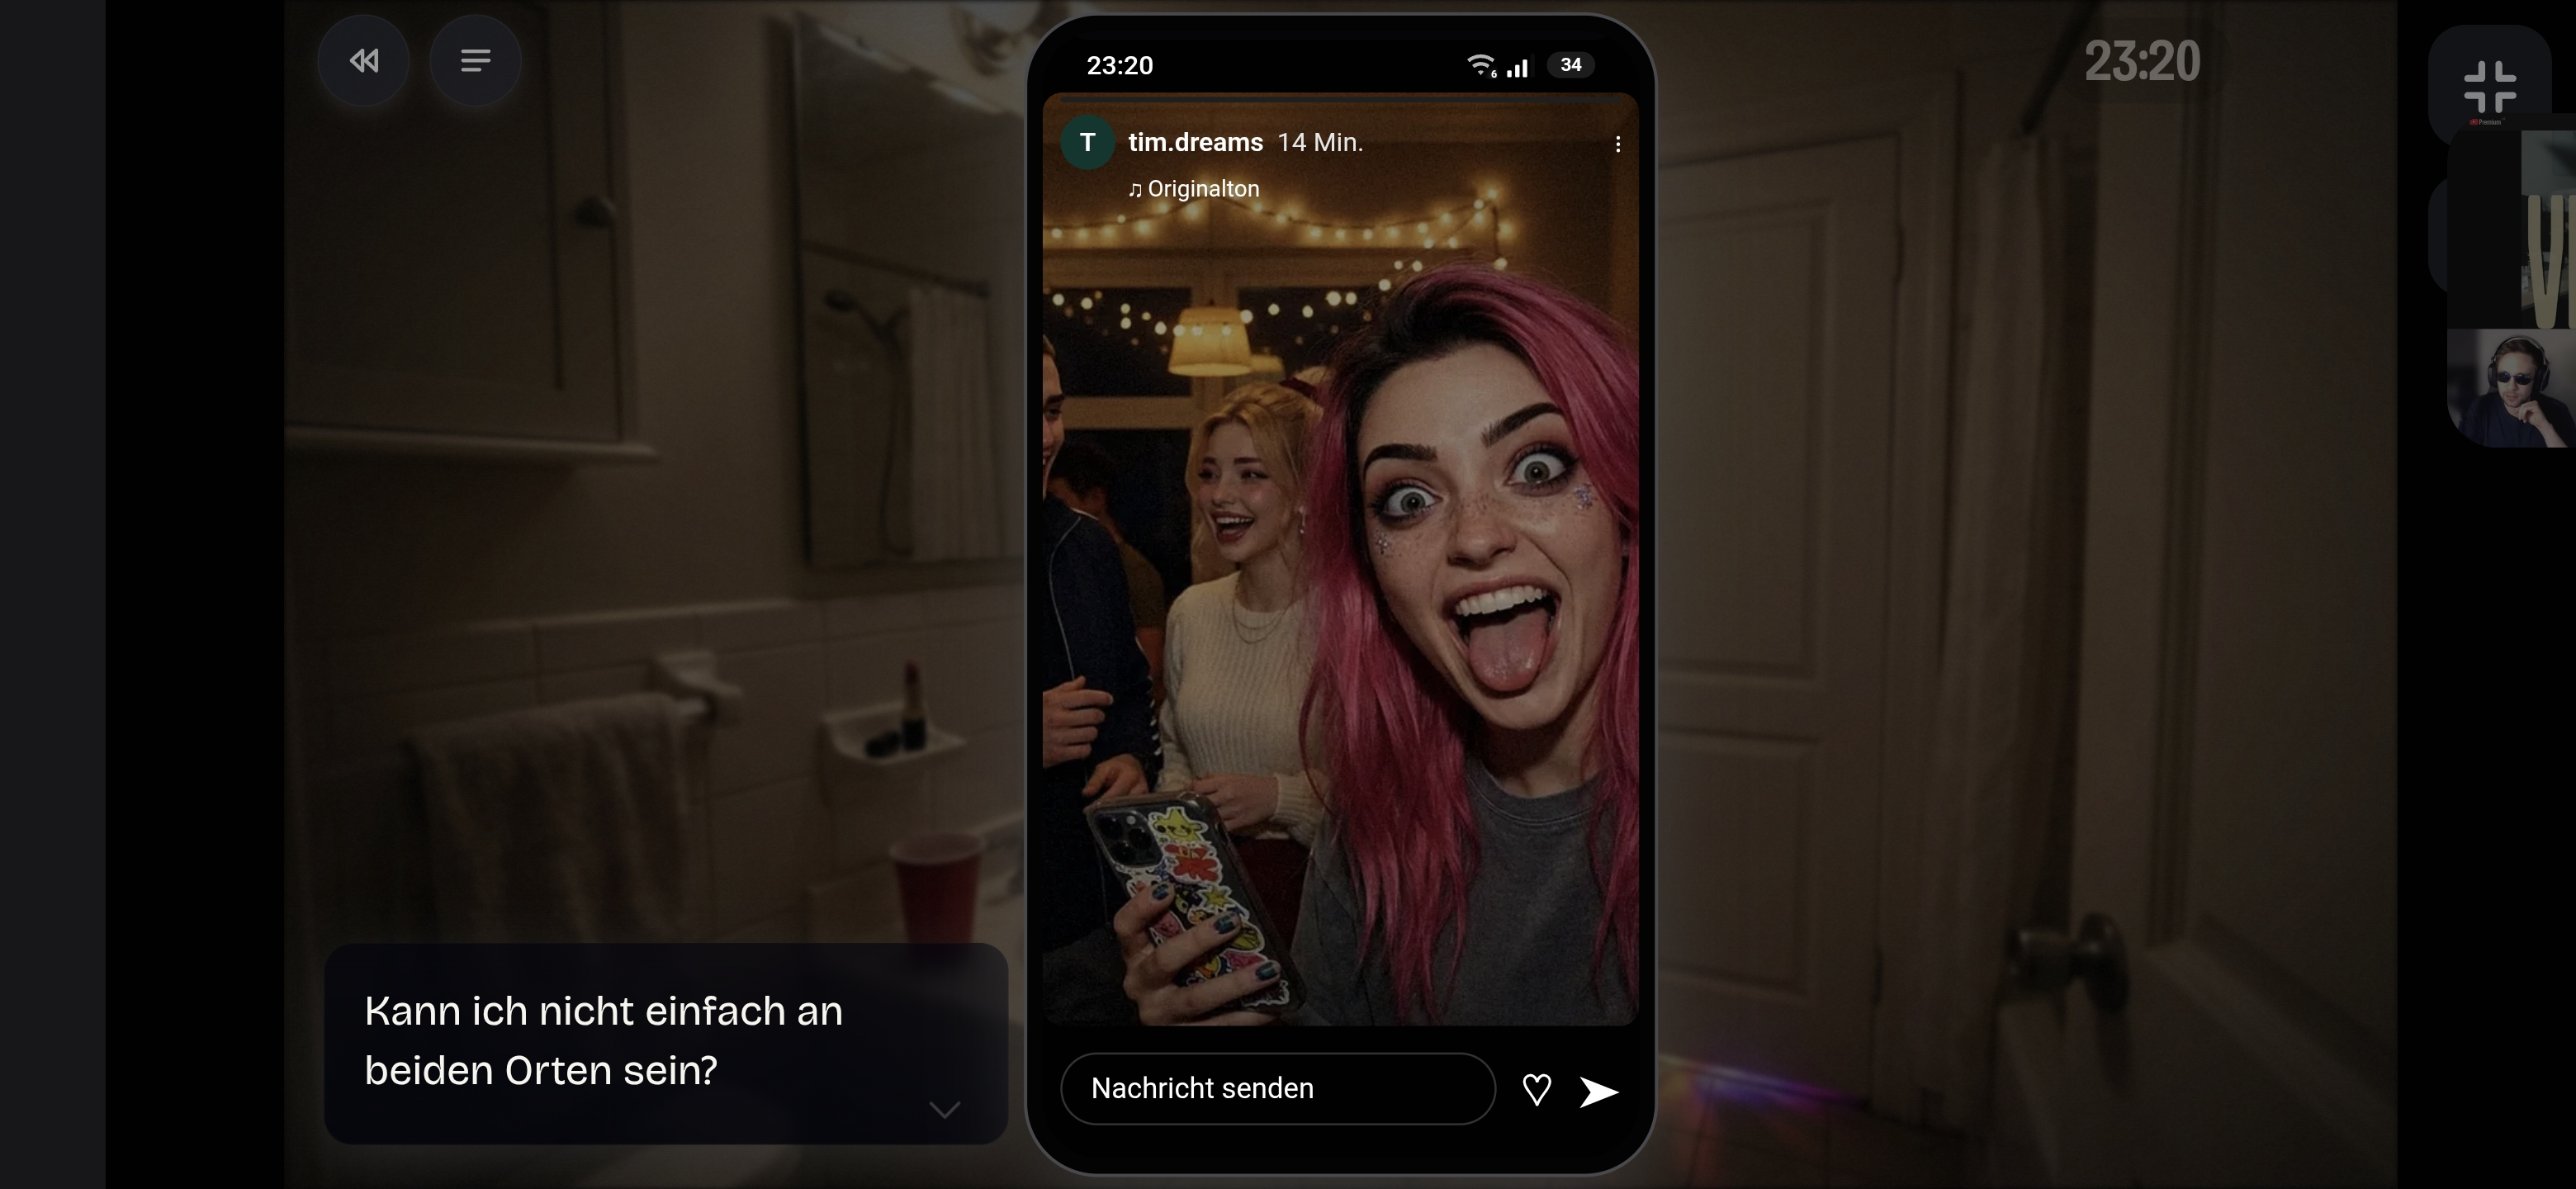 23:20
34
23:20
Premium
tim.dreams 14 Min.
♫ Originalton
Kann ich nicht einfach an
beiden Orten sein?
Nachricht senden